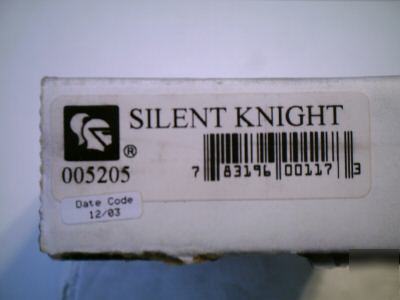 SILENT KNIGHT
®
005205
7 83196 00117 3
Date Code
12/03